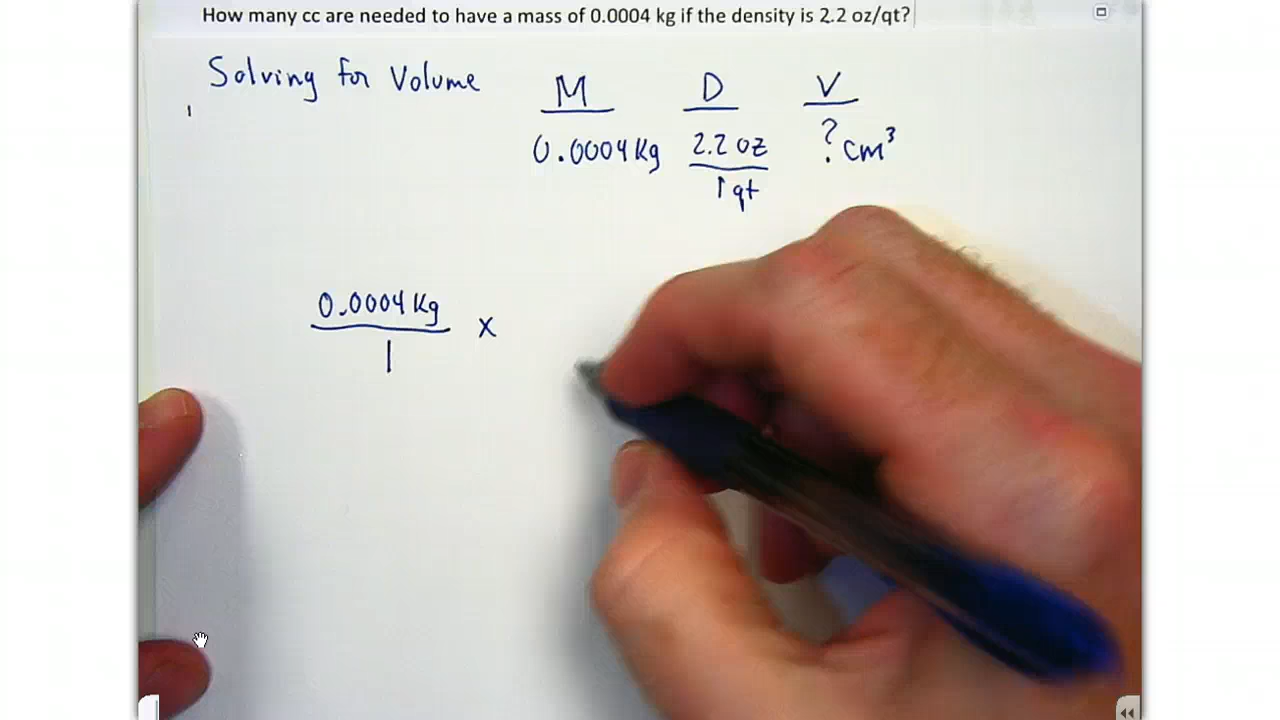 How many cc are needed to have a mass of 0.0004 kg if the density is 2.2 oz/qt?
Solving for Volume
M D V
0.0004 Kg 2.2 oz ? cm³
1 qt
0.0004 Kg x
1